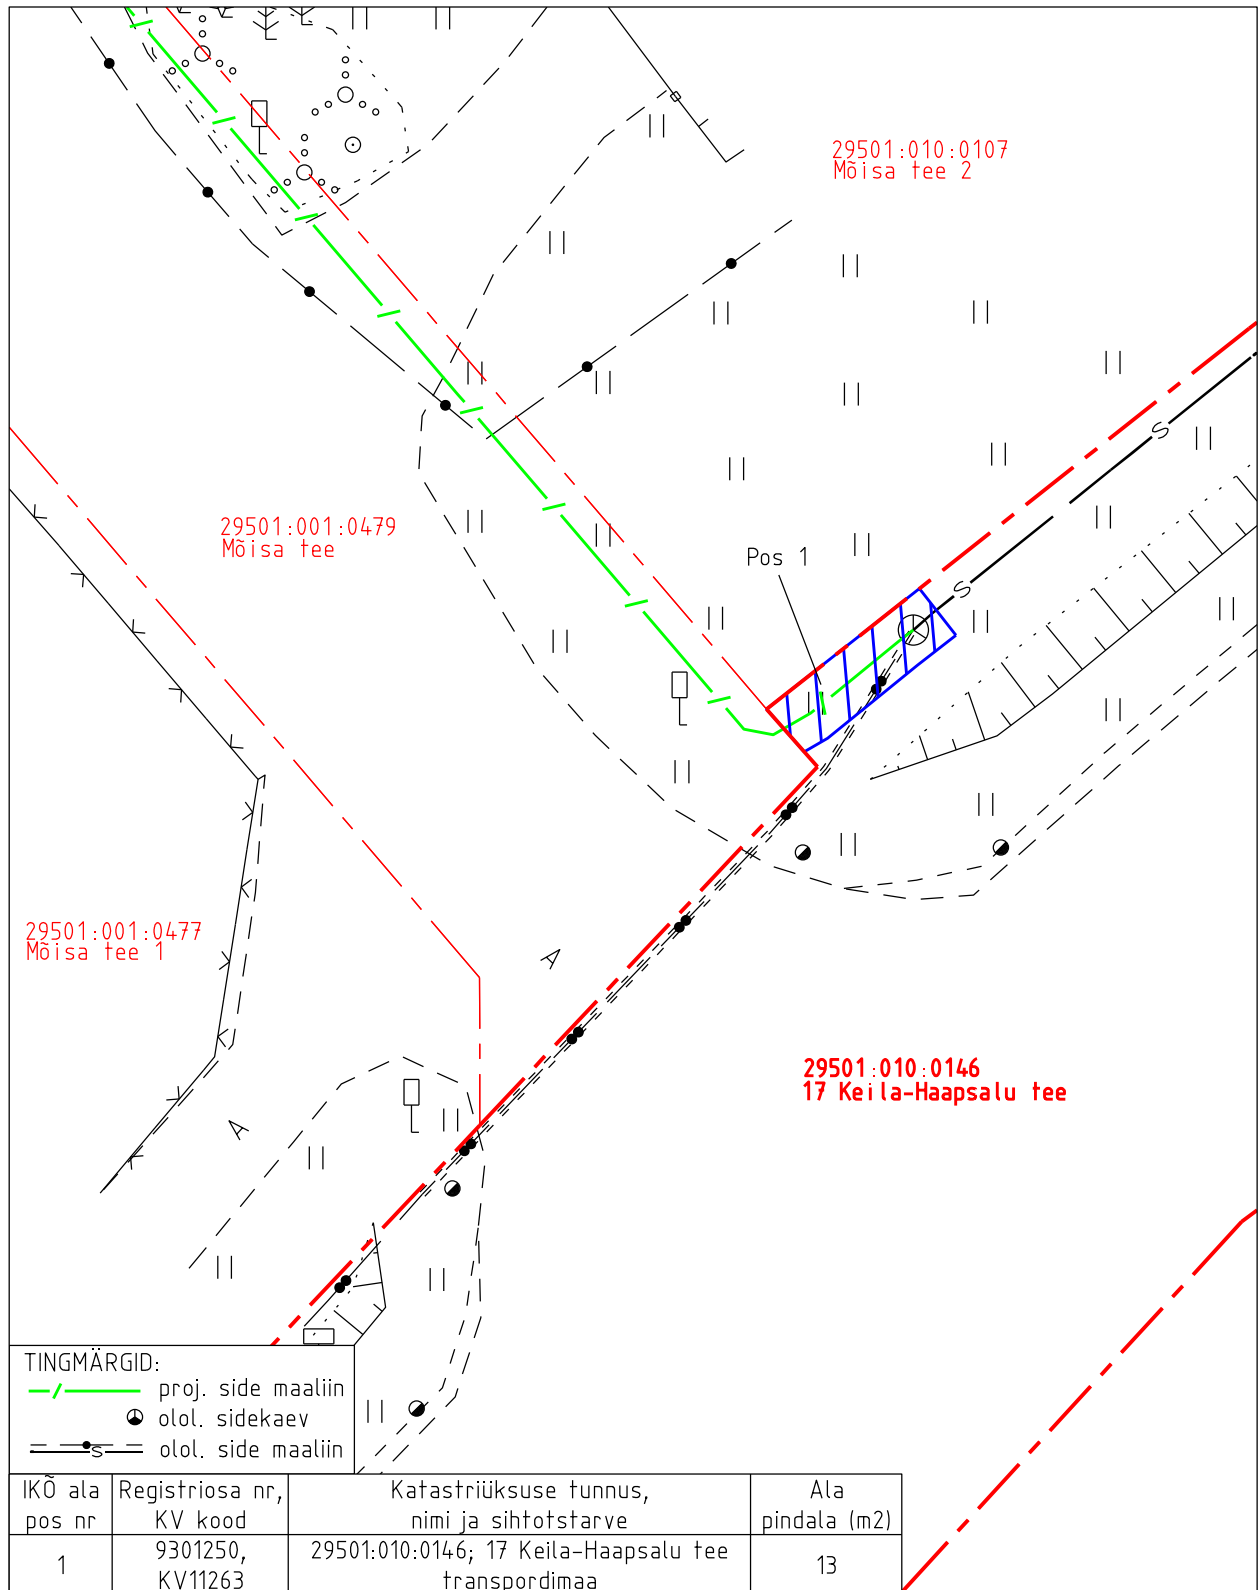 29501:010:0107
Mõisa tee 2
S
29501:001:0479
Mõisa tee
Pos 1
S
29501:001:0477
Mõisa tee 1
29501:010:0146
17 Keila-Haapsalu tee
TINGMÄRGID:
proj. side maaliin
olol. sidekaev
S olol. side maaliin
IKÕ ala pos nr
Registriosa nr, KV kood
Katastriüksuse tunnus, nimi ja sihtotstarve
Ala pindala (m2)
1
9301250, KV11263
29501:010:0146; 17 Keila-Haapsalu tee transpordimaa
13